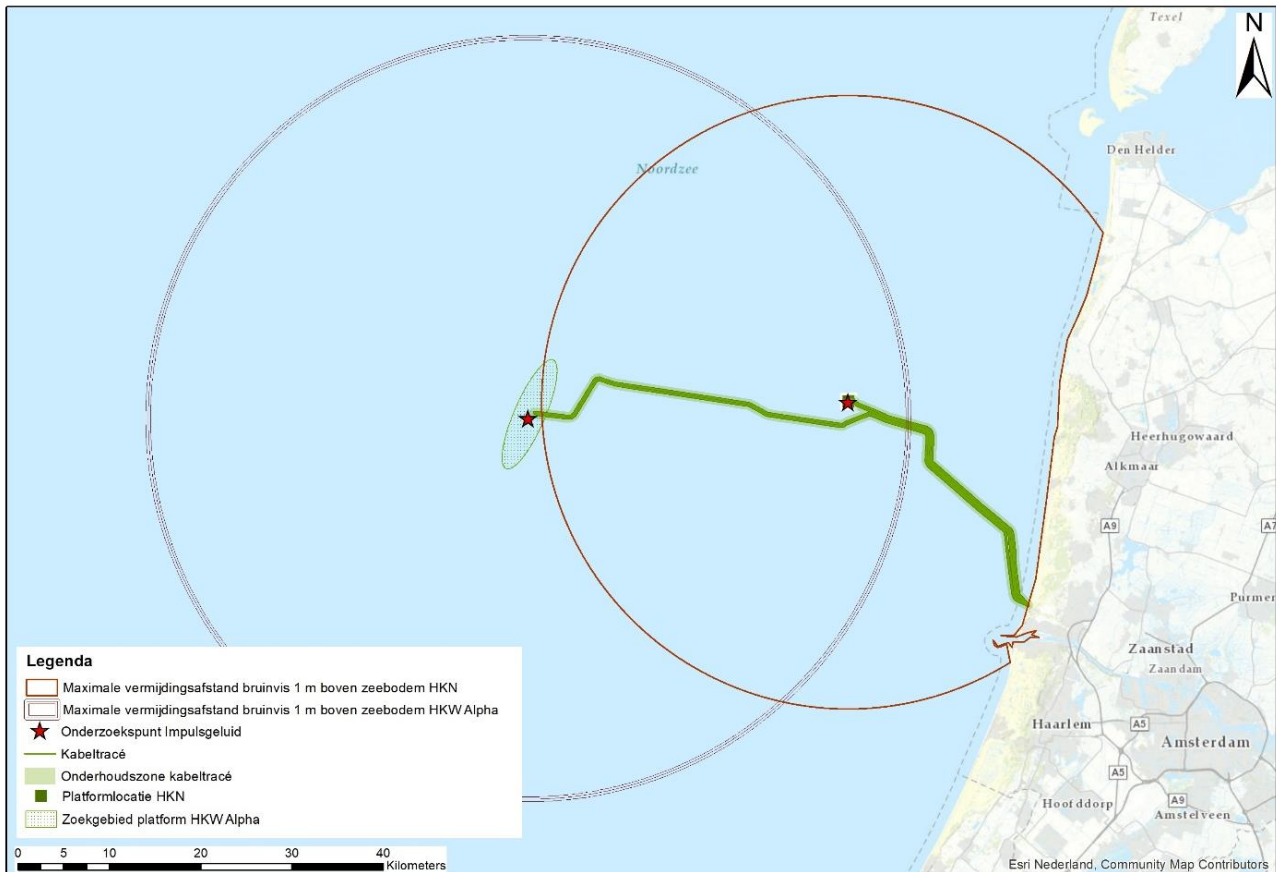 Texel
N
Den Helder
Noordzee
Heerhugowaard
Alkmaar
A9
A7
Purmer
Zaanstad
Zaandam
Haarlem
A5
Amsterdam
A5
A9
Hoofddorp
Amstelveen
Legenda
Maximale vermijdingsafstand bruinvis 1 m boven zeebodem HKN
Maximale vermijdingsafstand bruinvis 1 m boven zeebodem HKW Alpha
Onderzoekspunt Impulsgeluid
Kabeltracé
Onderhoudszone kabeltracé
Platformlocatie HKN
Zoekgebied platform HKW Alpha
0 5 10 20 30 40
Kilometers
Esri Nederland, Community Map Contributors